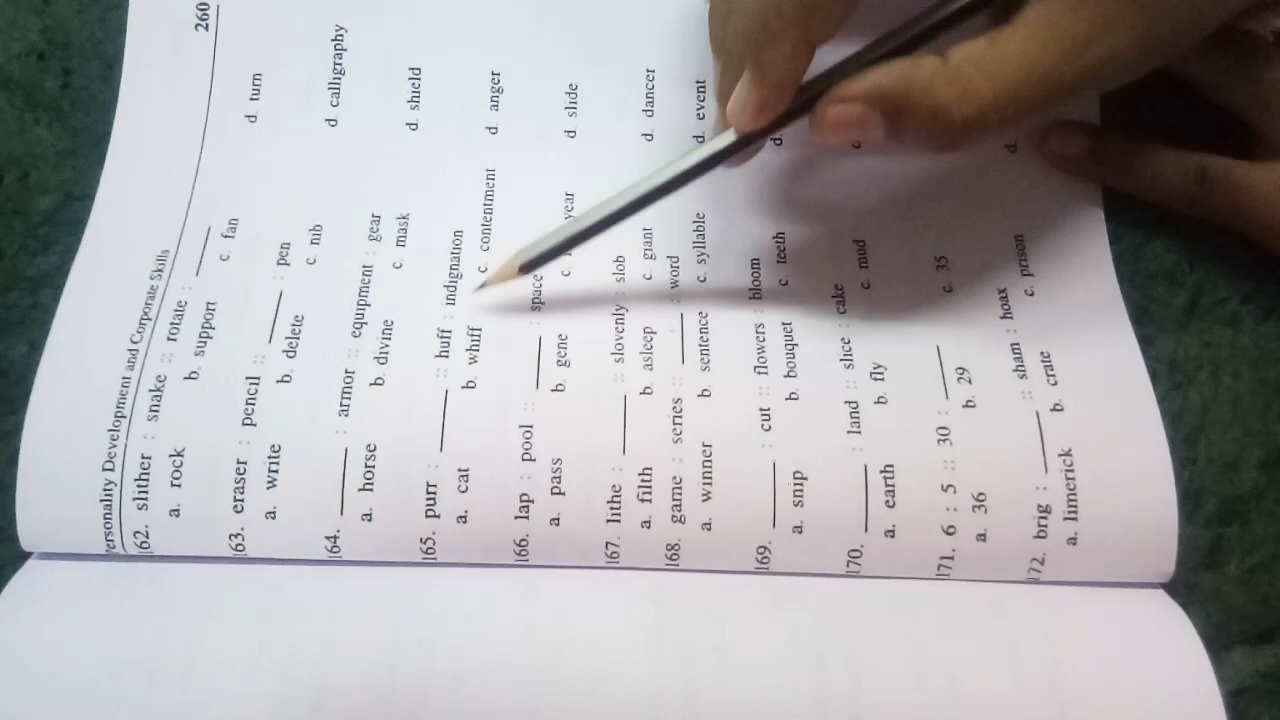 ersonality Development and Corporate Skills 260
162. slither : snake :: rotate : ____
a. rock b. support c. fan d. turn
163. eraser : pencil :: ____ : pen
a. write b. delete c. nib d. calligraphy
164. ____ : armor :: equipment : gear
a. horse b. divine c. mask d. shield
165. purr : ____ :: huff : indignation
a. cat b. whiff c. contentment d. anger
166. lap : pool :: ____ : space
a. pass b. gene c. year d. slide
167. lithe : ____ :: slovenly : slob
a. filth b. asleep c. giant d. dancer
168. game : series :: ____ : word
a. winner b. sentence c. syllable d. event
169. ____ : cut :: flowers : bloom
a. snip b. bouquet c teeth d.
170. ____ : land :: slice : cake
a. earth b. fly c. mud
171. 6 : 5 :: 30 : ____
a. 36 b. 29 c. 35
172. brig : ____ :: sham : hoax
a. limerick b. crate c. prison d.